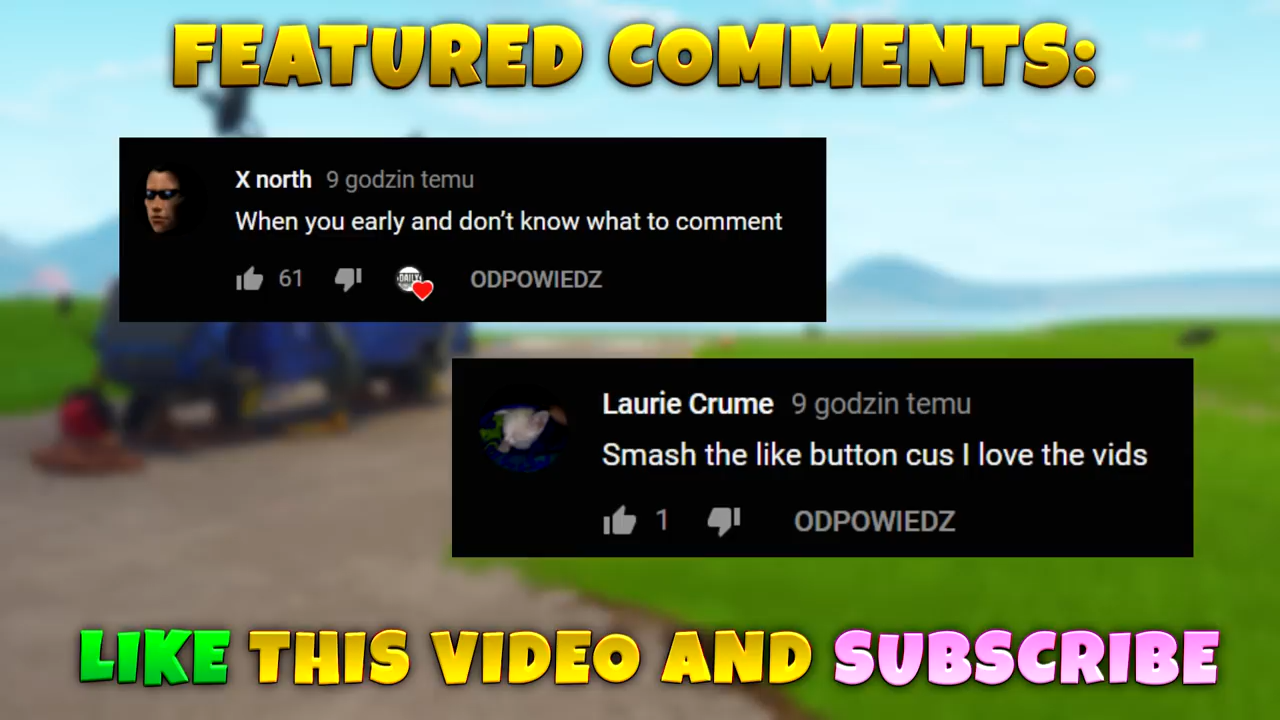 FEATURED COMMENTS:
X north 9 godzin temu
When you early and don’t know what to comment
61 DAILY ODPOWIEDZ
Laurie Crume 9 godzin temu
Smash the like button cus I love the vids
1 ODPOWIEDZ
LIKE THIS VIDEO AND SUBSCRIBE